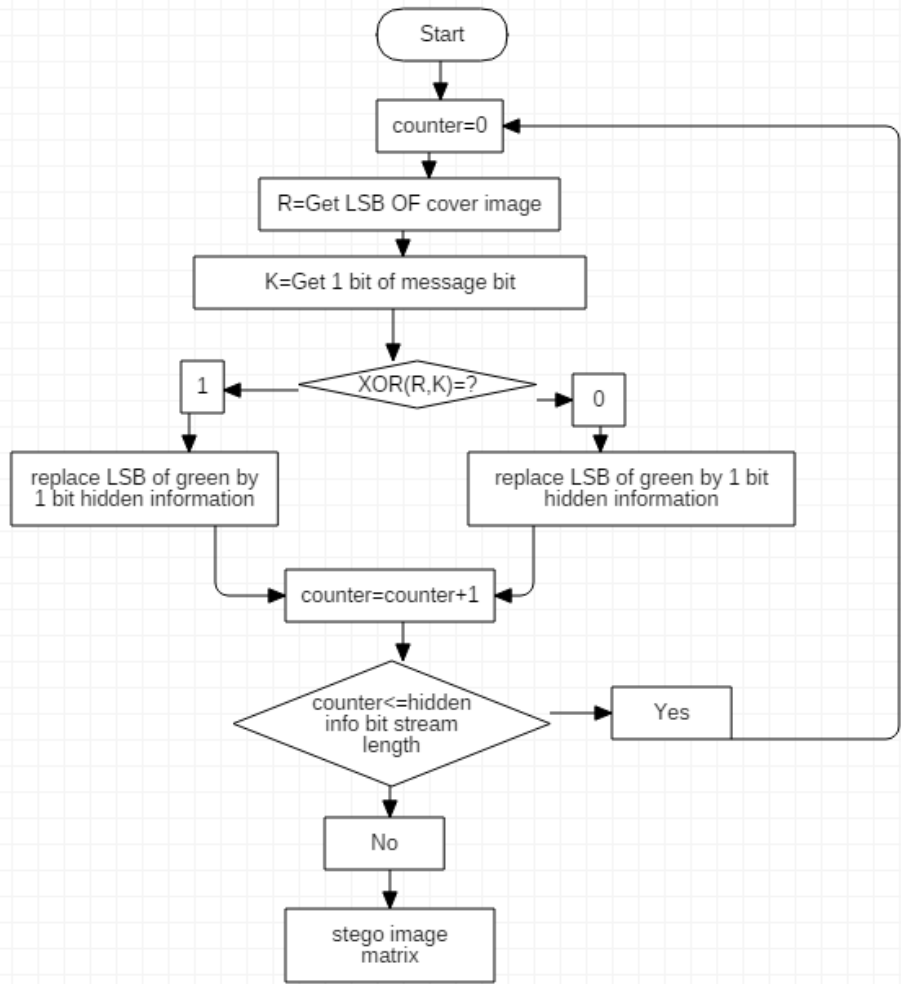 Start
counter=0
R=Get LSB OF cover image
K=Get 1 bit of message bit
XOR(R,K)=?
1
0
replace LSB of green by
1 bit hidden information
replace LSB of green by 1 bit
hidden information
counter=counter+1
counter<=hidden
info bit stream
length
Yes
No
stego image
matrix